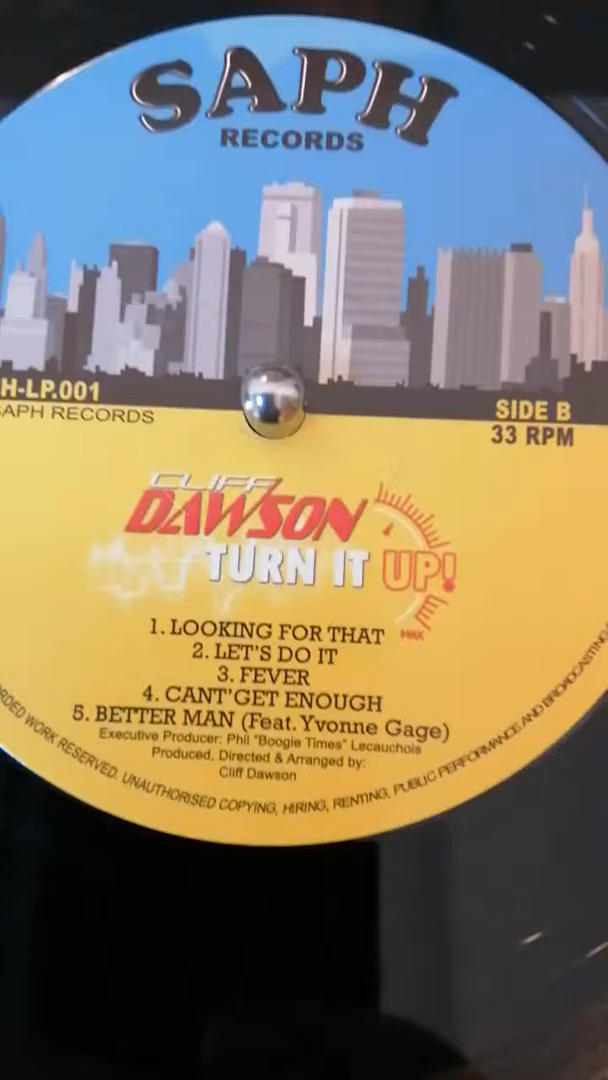 SAPH
RECORDS
H-LP.001
SAPH RECORDS
SIDE B
33 RPM
CLIFF
DAWSON
TURN IT UP!
MAX
1. LOOKING FOR THAT
2. LET'S DO IT
3. FEVER
4. CANT'GET ENOUGH
5. BETTER MAN (Feat. Yvonne Gage)
Executive Producer: Phil "Boogie Times" Lecauchois
Produced, Directed & Arranged by:
Cliff Dawson
WORK RESERVED. UNAUTHORISED COPYING, HIRING, RENTING, PUBLIC PERFORMANCE AND BROADCASTING